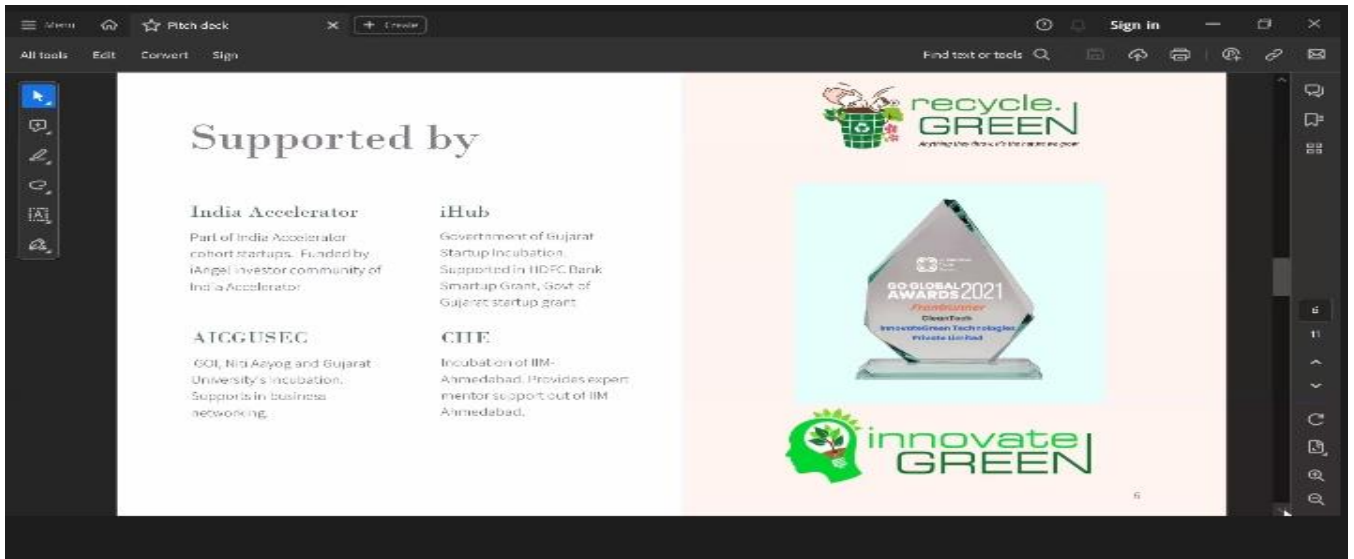 Menu
Pitch deck
+ Create
Sign in
All tools
Edit
Convert
Sign
Find text or tools
Supported by
India Accelerator
Part of India Accelerator
cohort startups. Funded by
iAngel investor community of
India Accelerator
iHub
Government of Gujarat
Startup Incubation.
Supported in HDFC Bank
Smartup Grant, Govt of
Gujarat startup grant
AICGUSEC
GOI, Niti Aayog and Gujarat
University's incubation.
Supports in business
networking.
CIIE
Incubation of IIM-
Ahmedabad. Provides expert
mentor support out of IIM
Ahmedabad.
recycle.
GREEN
GO GLOBAL
AWARDS 2021
Frontrunner
CleanTech
InnovateGreen Technologies
Private Limited
innovate
GREEN
6
6
11